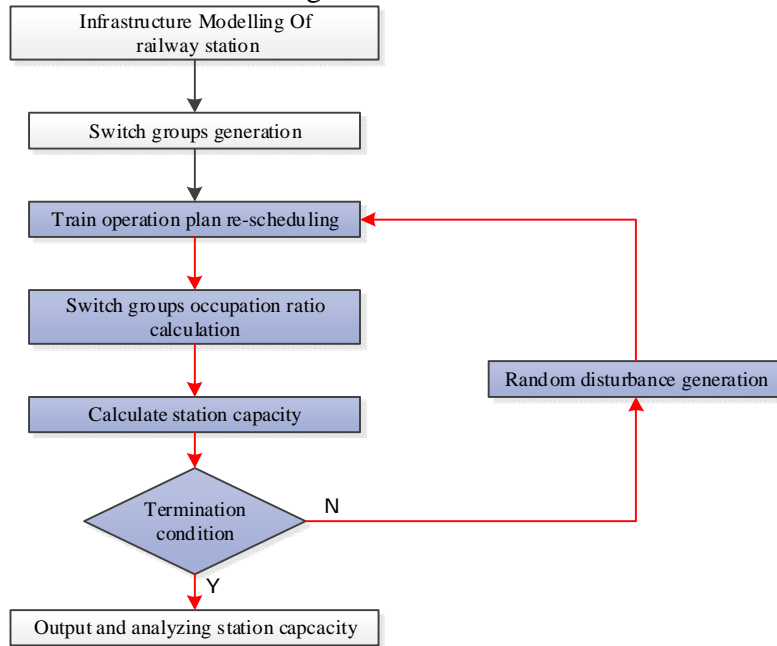 Infrastructure Modelling Of
railway station
Switch groups generation
Train operation plan re-scheduling
Switch groups occupation ratio
calculation
Random disturbance generation
Calculate station capacity
Termination
condition
N
Y
Output and analyzing station capcacity